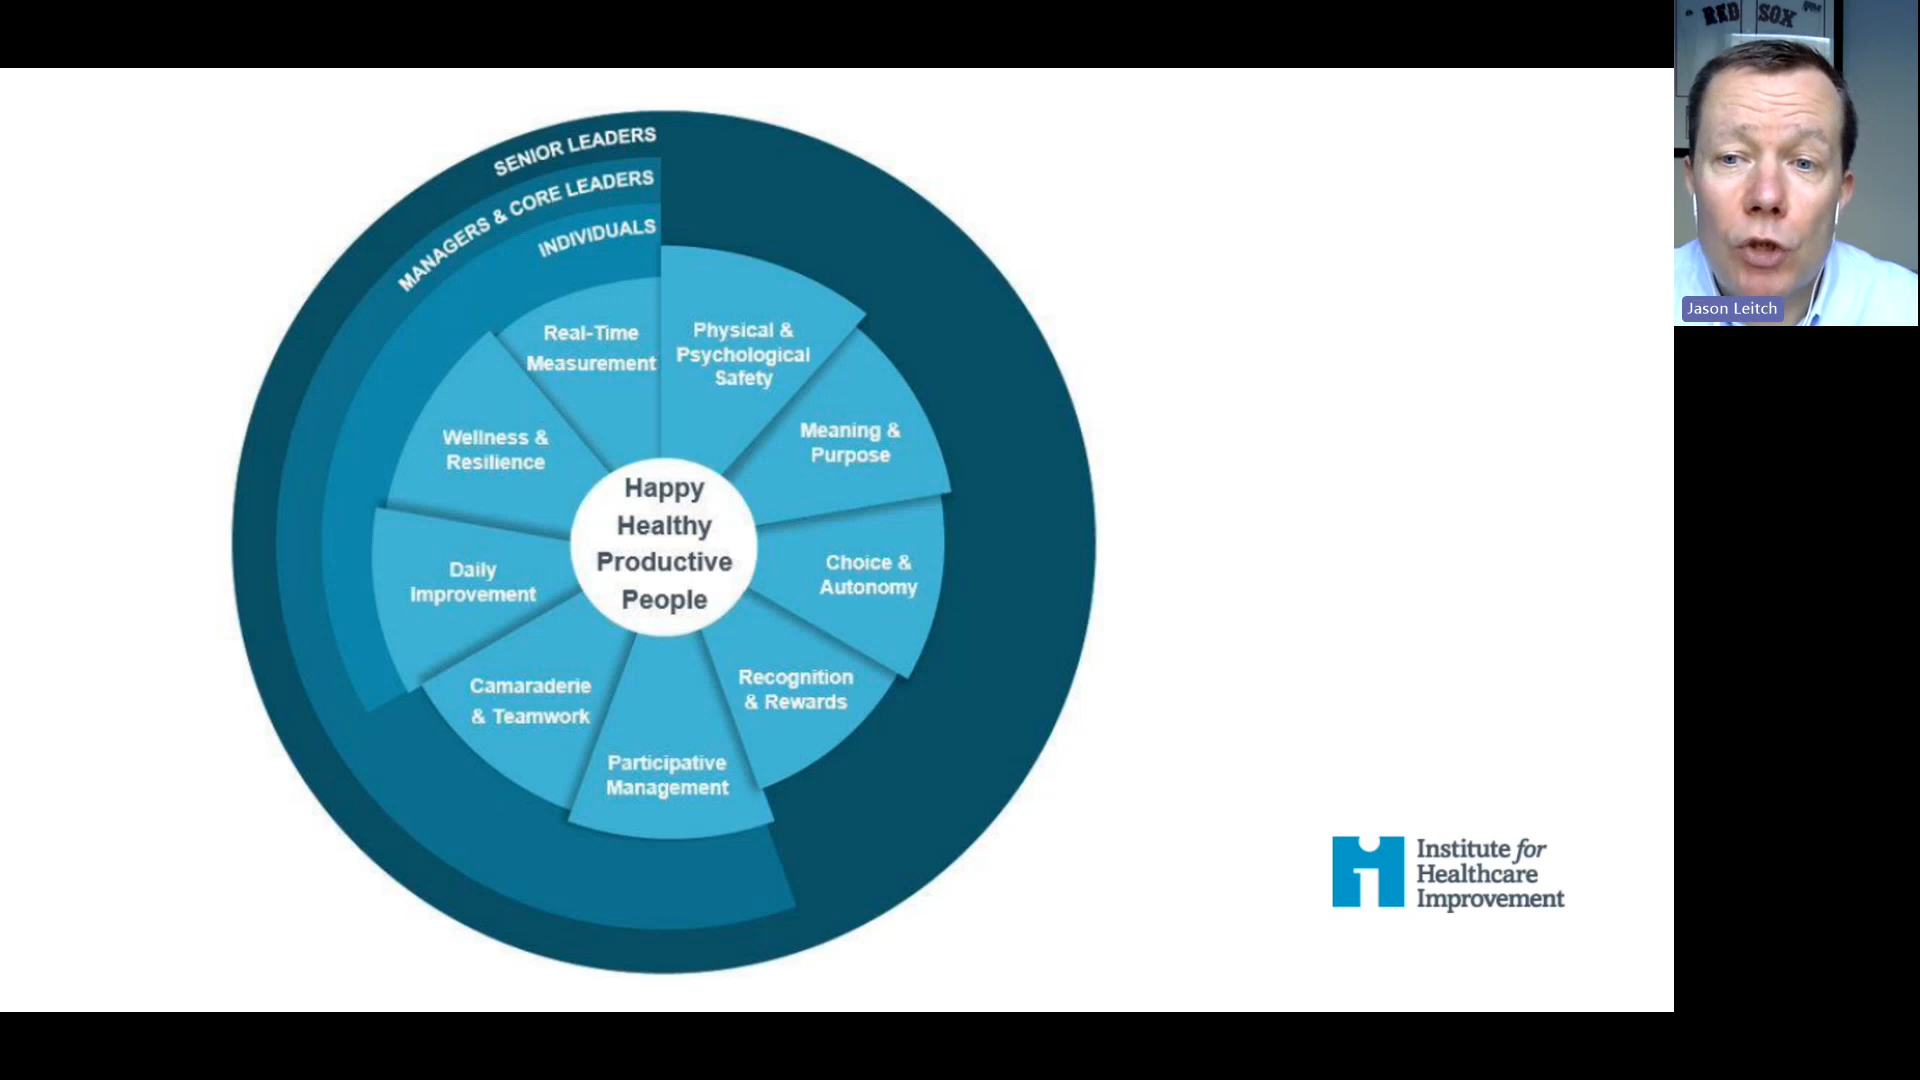 SENIOR LEADERS
MANAGERS & CORE LEADERS
INDIVIDUALS
Real-Time
Measurement
Physical &
Psychological
Safety
Meaning &
Purpose
Choice &
Autonomy
Recognition
& Rewards
Participative
Management
Camaraderie
& Teamwork
Daily
Improvement
Wellness &
Resilience
Happy
Healthy
Productive
People
Institute for
Healthcare
Improvement
RED SOX
Jason Leitch